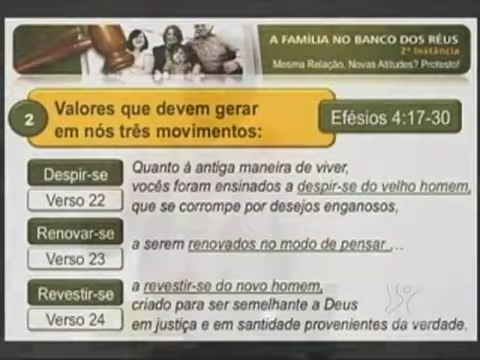 A FAMÍLIA NO BANCO DOS RÉUS
2ª Instância
Mesma Relação, Novas Atitudes? Protesto!
2
Valores que devem gerar
em nós três movimentos:
Efésios 4:17-30
Despir-se
Verso 22
Quanto à antiga maneira de viver,
vocês foram ensinados a despir-se do velho homem,
que se corrompe por desejos enganosos,
Renovar-se
Verso 23
a serem renovados no modo de pensar ...
Revestir-se
Verso 24
a revestir-se do novo homem,
criado para ser semelhante a Deus
em justiça e em santidade provenientes da verdade.